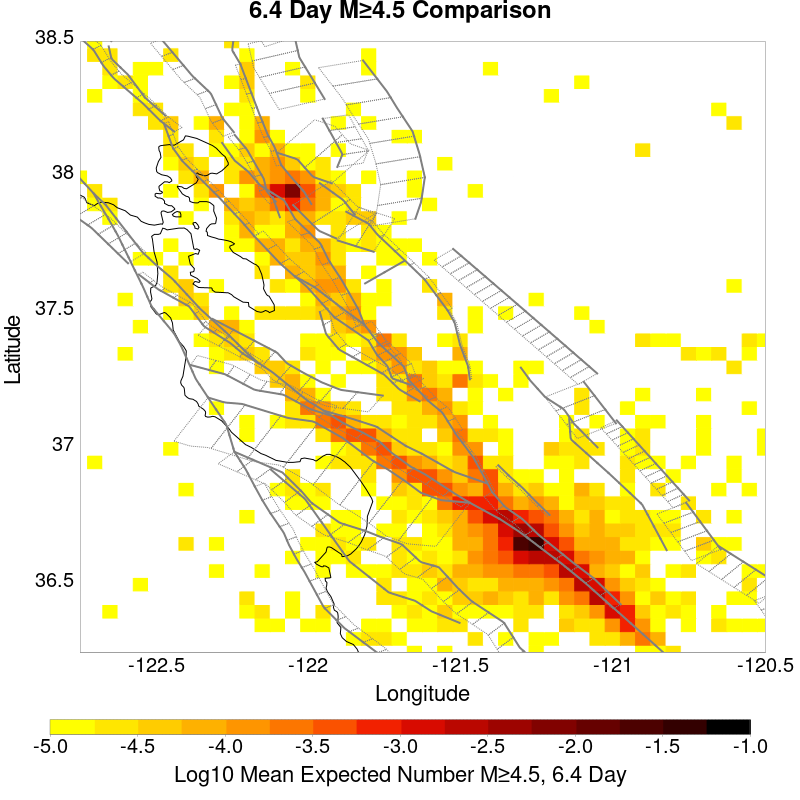 6.4 Day M≥4.5 Comparison
38.5
38
37.5
37
36.5
Latitude
-122.5 -122 -121.5 -121 -120.5
Longitude
-5.0 -4.5 -4.0 -3.5 -3.0 -2.5 -2.0 -1.5 -1.0
Log10 Mean Expected Number M≥4.5, 6.4 Day